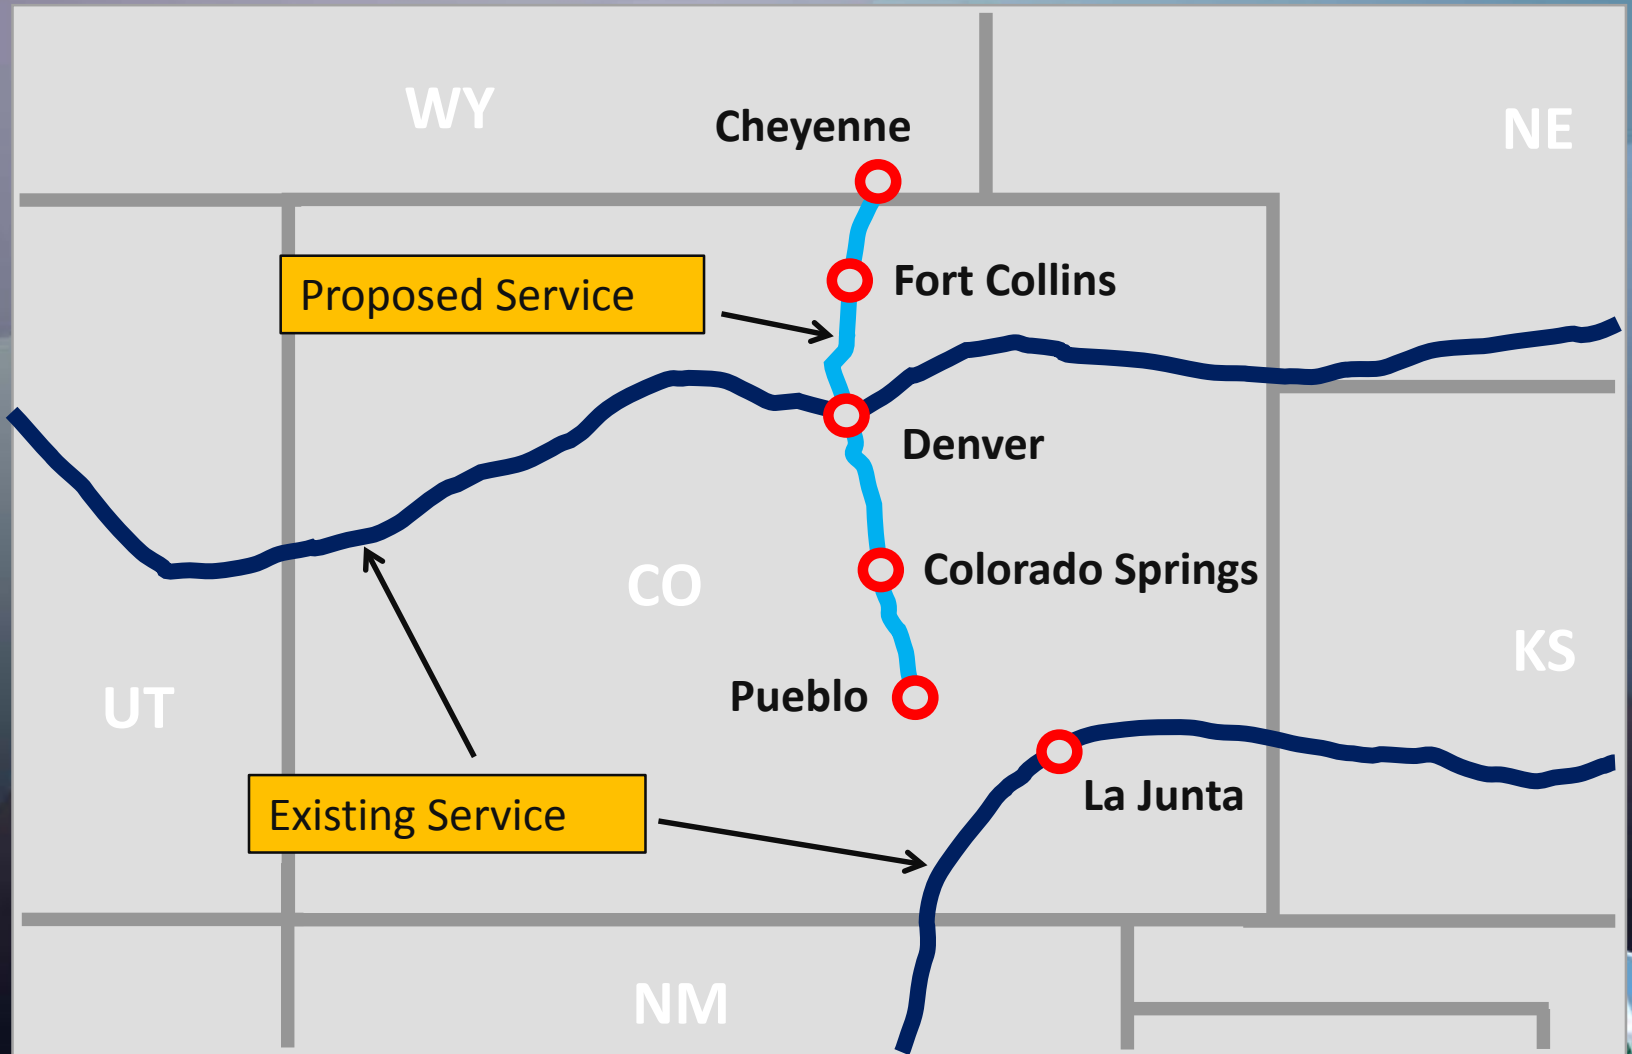 WY
NE
Cheyenne
Proposed Service
Fort Collins
Denver
CO
Colorado Springs
KS
UT
Pueblo
La Junta
Existing Service
NM